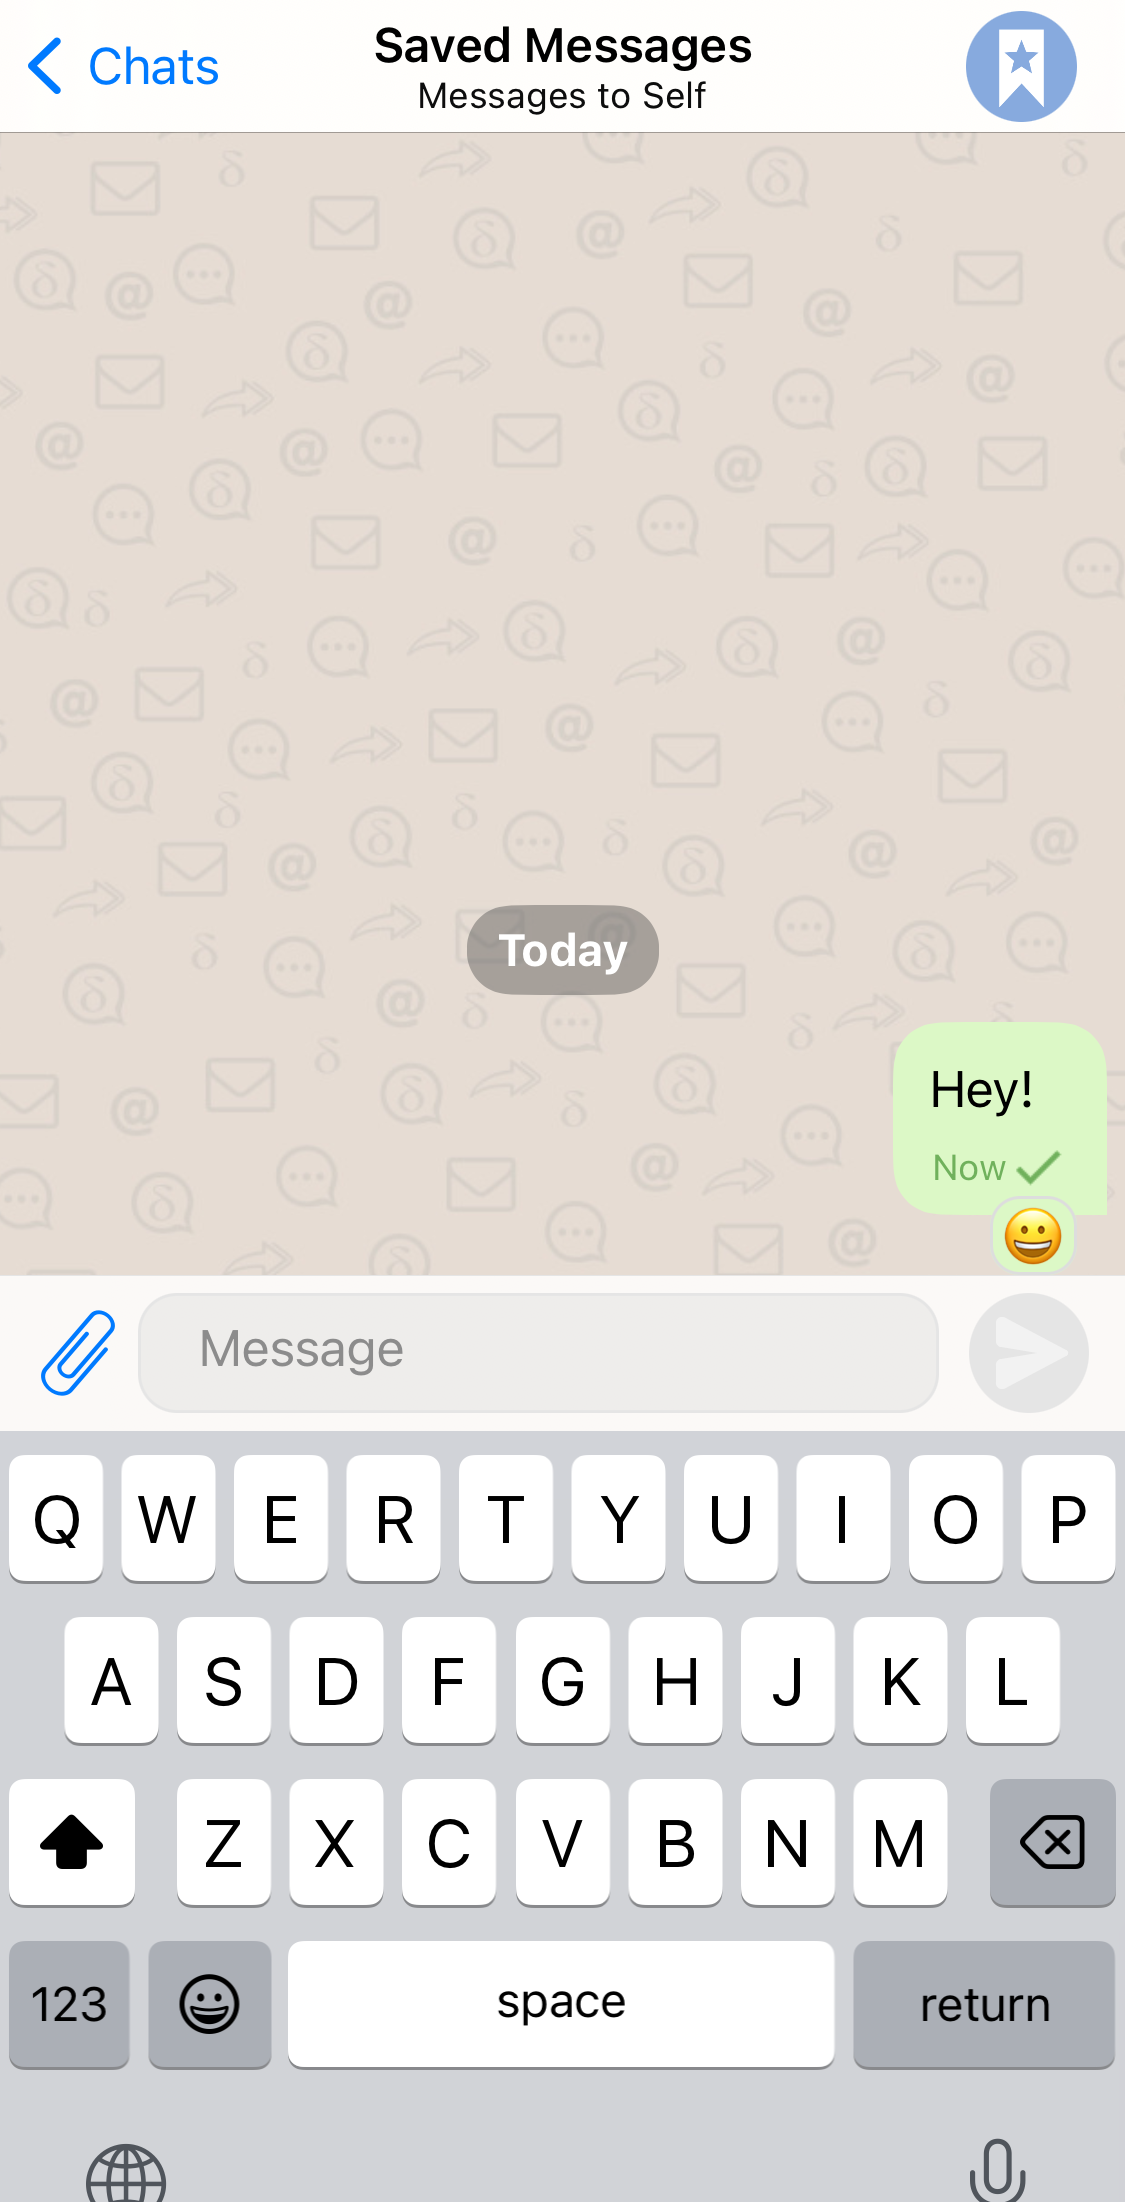 Chats
Saved Messages
Messages to Self
Today
Hey!
Now
Message
Q W E R T Y U I O P
A S D F G H J K L
Z X C V B N M
123 space return